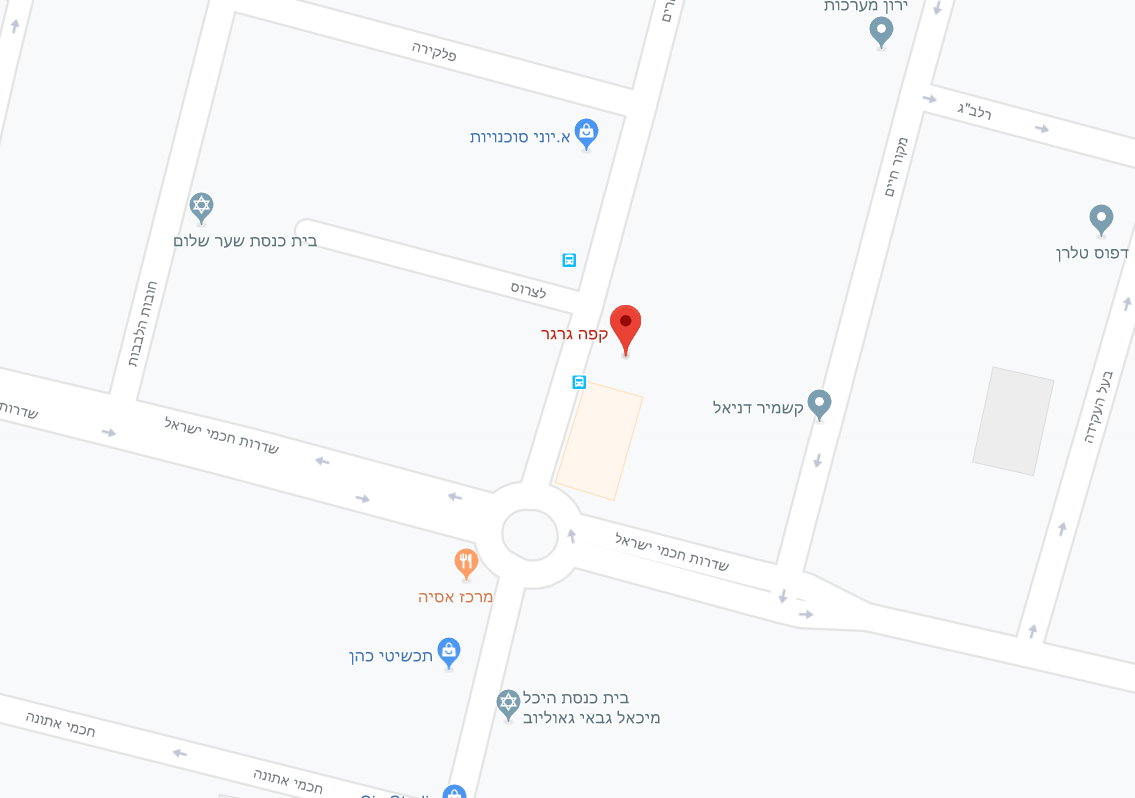 ירון מערכות
פלקירה
רלב"ג
א.יוני סוכנויות
מקור חיים
בית כנסת שער שלום
דפוס טלרן
לצרוס
חובות הלבבות
קפה גרגר
קשמיר דניאל
בעל העקידה
שדרות
שדרות חכמי ישראל
שדרות חכמי ישראל
מרכז אסיה
תכשיטי כהן
בית כנסת היכל
מיכאל גבאי גאוליוב
חכמי אתונה
חכמי אתונה